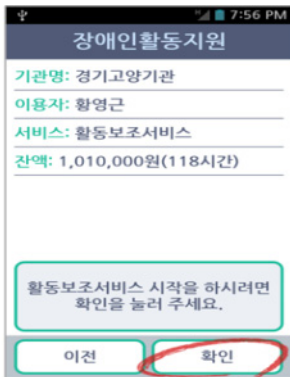 7:56 PM
장애인활동지원
기관명: 경기고양기관
이용자: 황영근
서비스: 활동보조서비스
잔액: 1,010,000원(118시간)
활동보조서비스 시작을 하시려면
확인을 눌러 주세요.
이전
확인